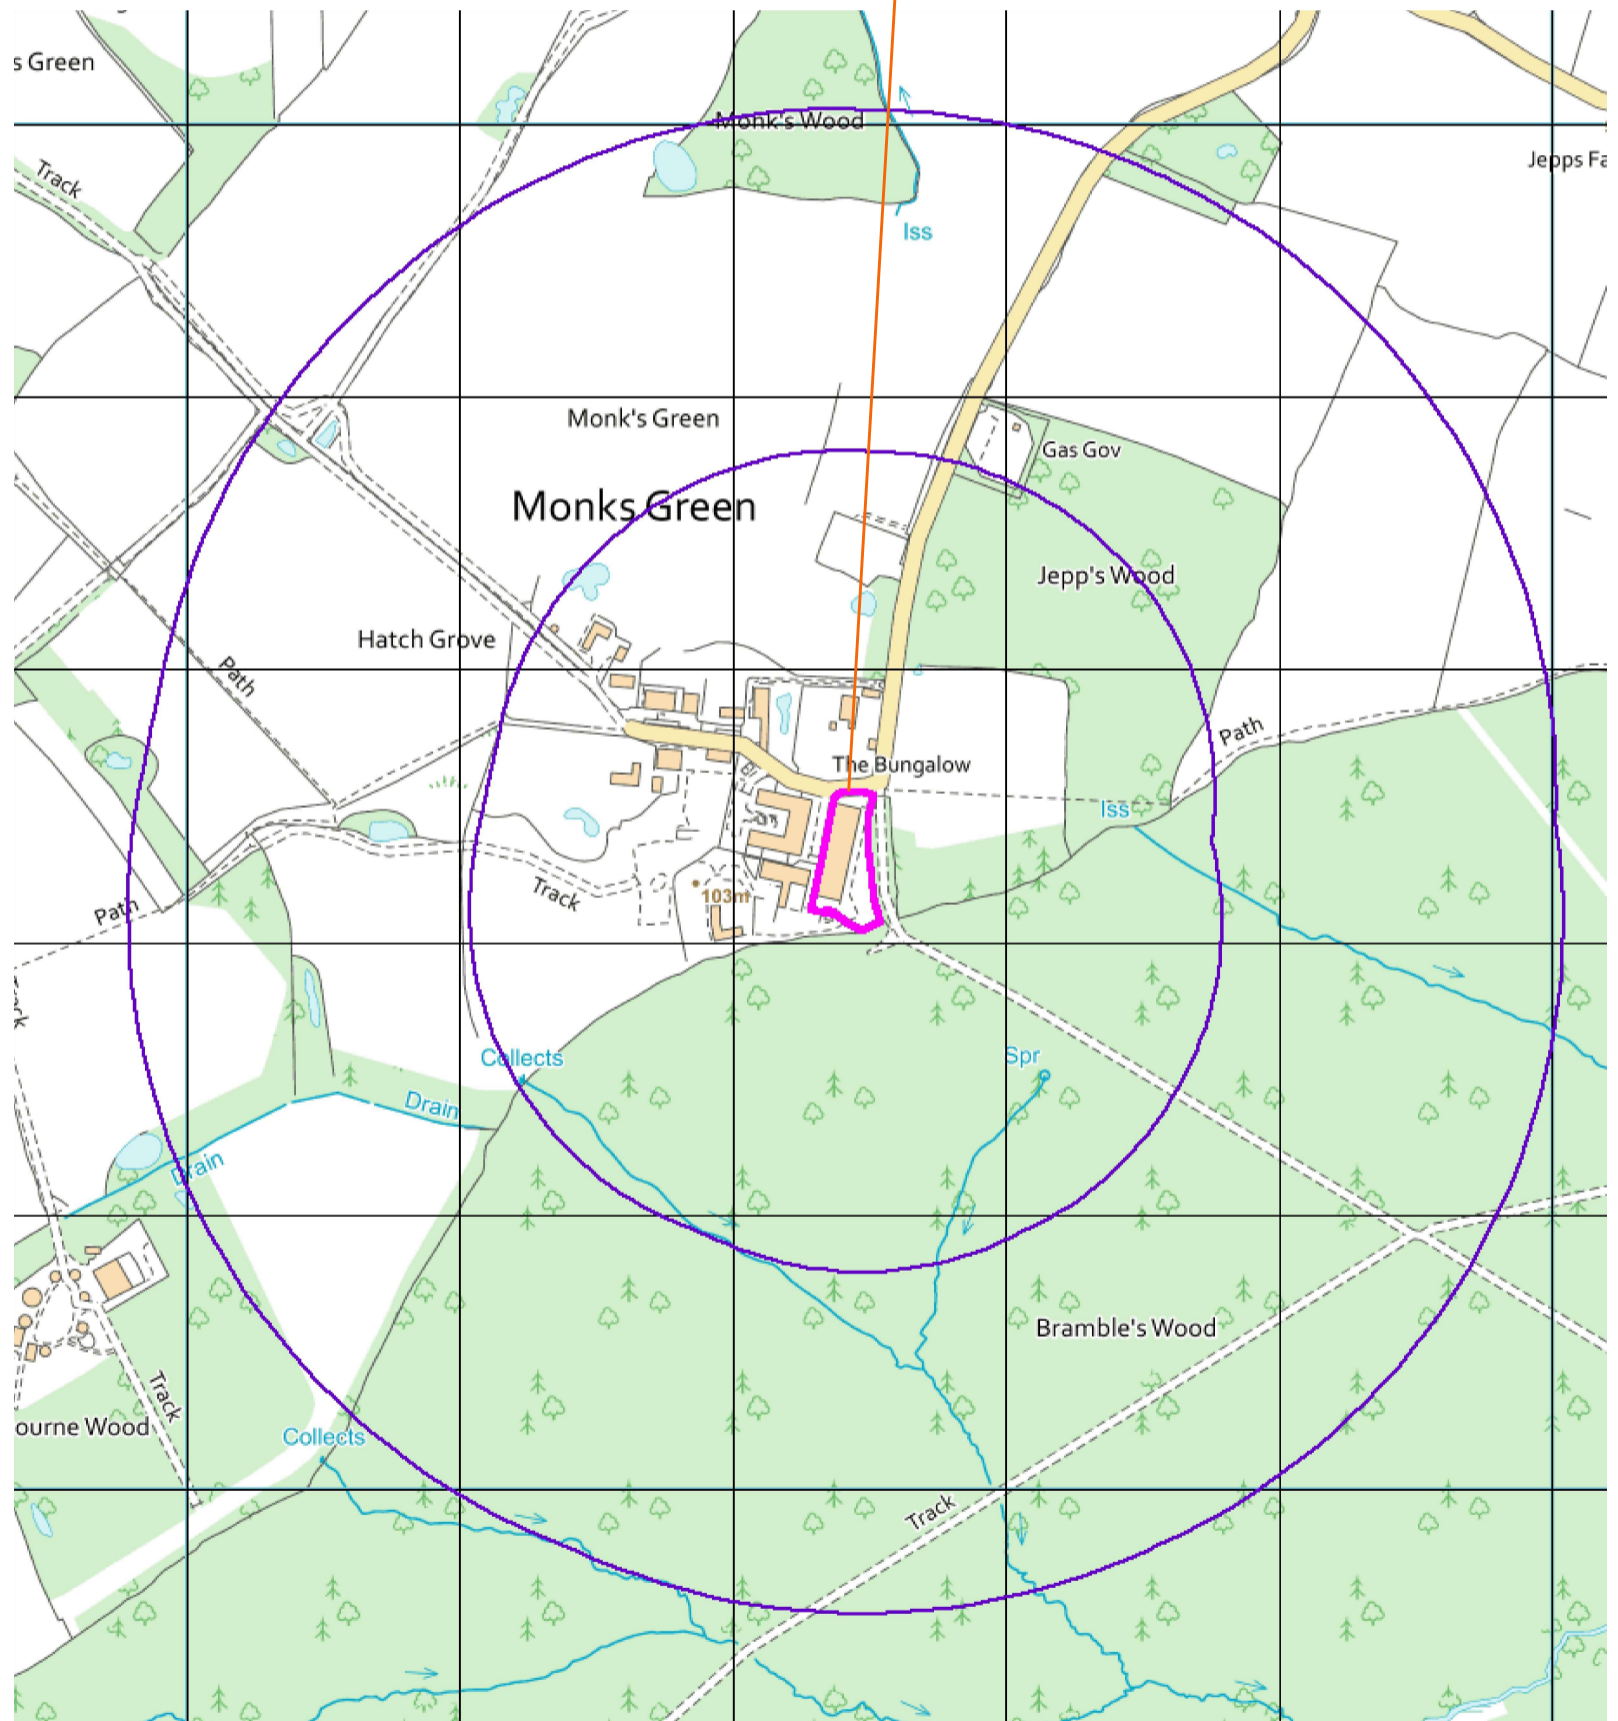 s Green
Monk's Wood
Jepps Fa
Track
Iss
Monk's Green
Gas Gov
Monks Green
Jepp's Wood
Hatch Grove
Path
Path
The Bungalow
Iss
Track
103m
Path
Collects
Spr
Drain
Drain
Bramble's Wood
Track
ourne Wood
Collects
Track